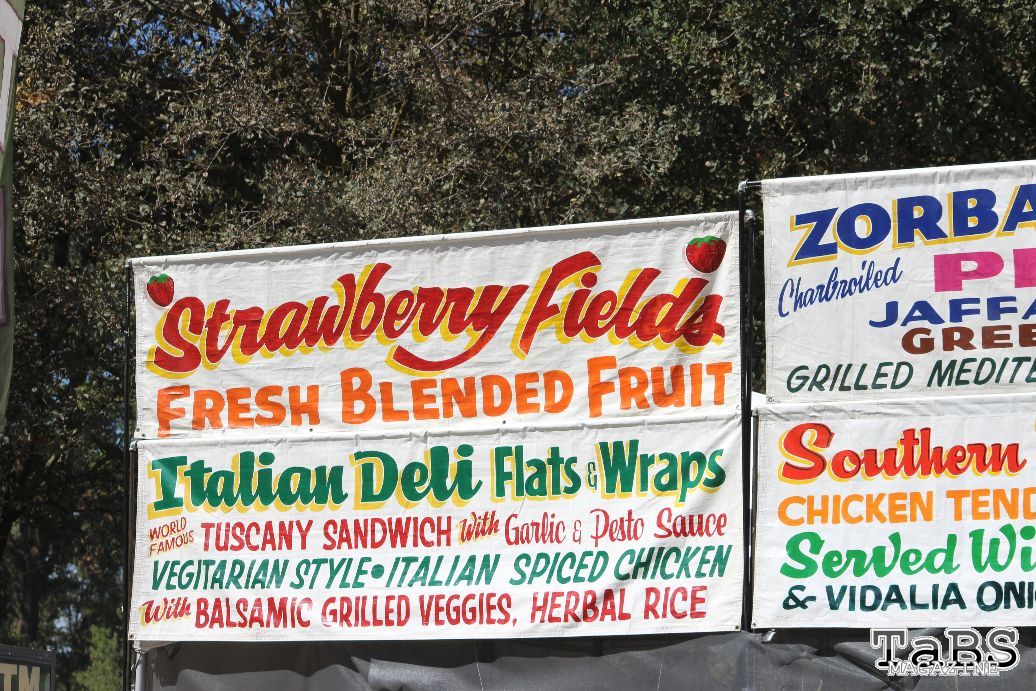 Strawberry Fields
FRESH BLENDED FRUIT
Italian Deli Flats & Wraps
WORLD FAMOUS TUSCANY SANDWICH With Garlic & Pesto Sauce
VEGITARIAN STYLE • ITALIAN SPICED CHICKEN
With BALSAMIC GRILLED VEGGIES, HERBAL RICE
ZORBA
Charbroiled
JAFFA
GREE
GRILLED MEDITE
Southern
CHICKEN TEND
Served Wi
& VIDALIA ONI
TM
TaBS
MAGAZINE